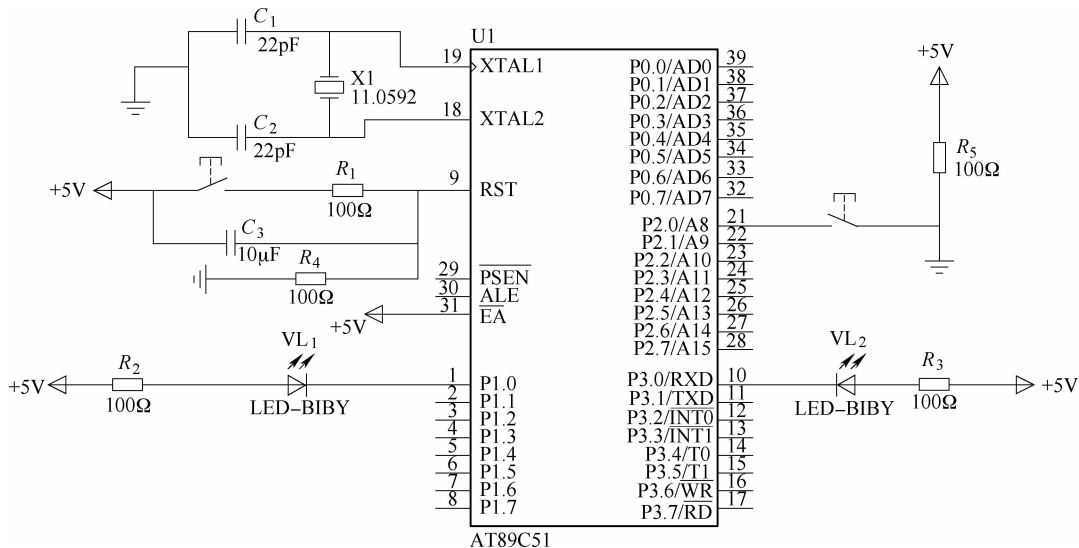 C1
22pF
X1
11.0592
C2
22pF
+5V
R1
100Ω
C3
10μF
R4
100Ω
+5V
+5V
R2
100Ω
VL1
LED-BIBY
U1
19 XTAL1
18 XTAL2
9 RST
29 PSEN
30 ALE
31 EA
1 P1.0
2 P1.1
3 P1.2
4 P1.3
5 P1.4
6 P1.5
7 P1.6
8 P1.7
P0.0/AD0 39
P0.1/AD1 38
P0.2/AD2 37
P0.3/AD3 36
P0.4/AD4 35
P0.5/AD5 34
P0.6/AD6 33
P0.7/AD7 32
P2.0/A8 21
P2.1/A9 22
P2.2/A10 23
P2.3/A11 24
P2.4/A12 25
P2.5/A13 26
P2.6/A14 27
P2.7/A15 28
P3.0/RXD 10
P3.1/TXD 11
P3.2/INT0 12
P3.3/INT1 13
P3.4/T0 14
P3.5/T1 15
P3.6/WR 16
P3.7/RD 17
AT89C51
+5V
R5
100Ω
VL2
LED-BIBY
R3
100Ω
+5V